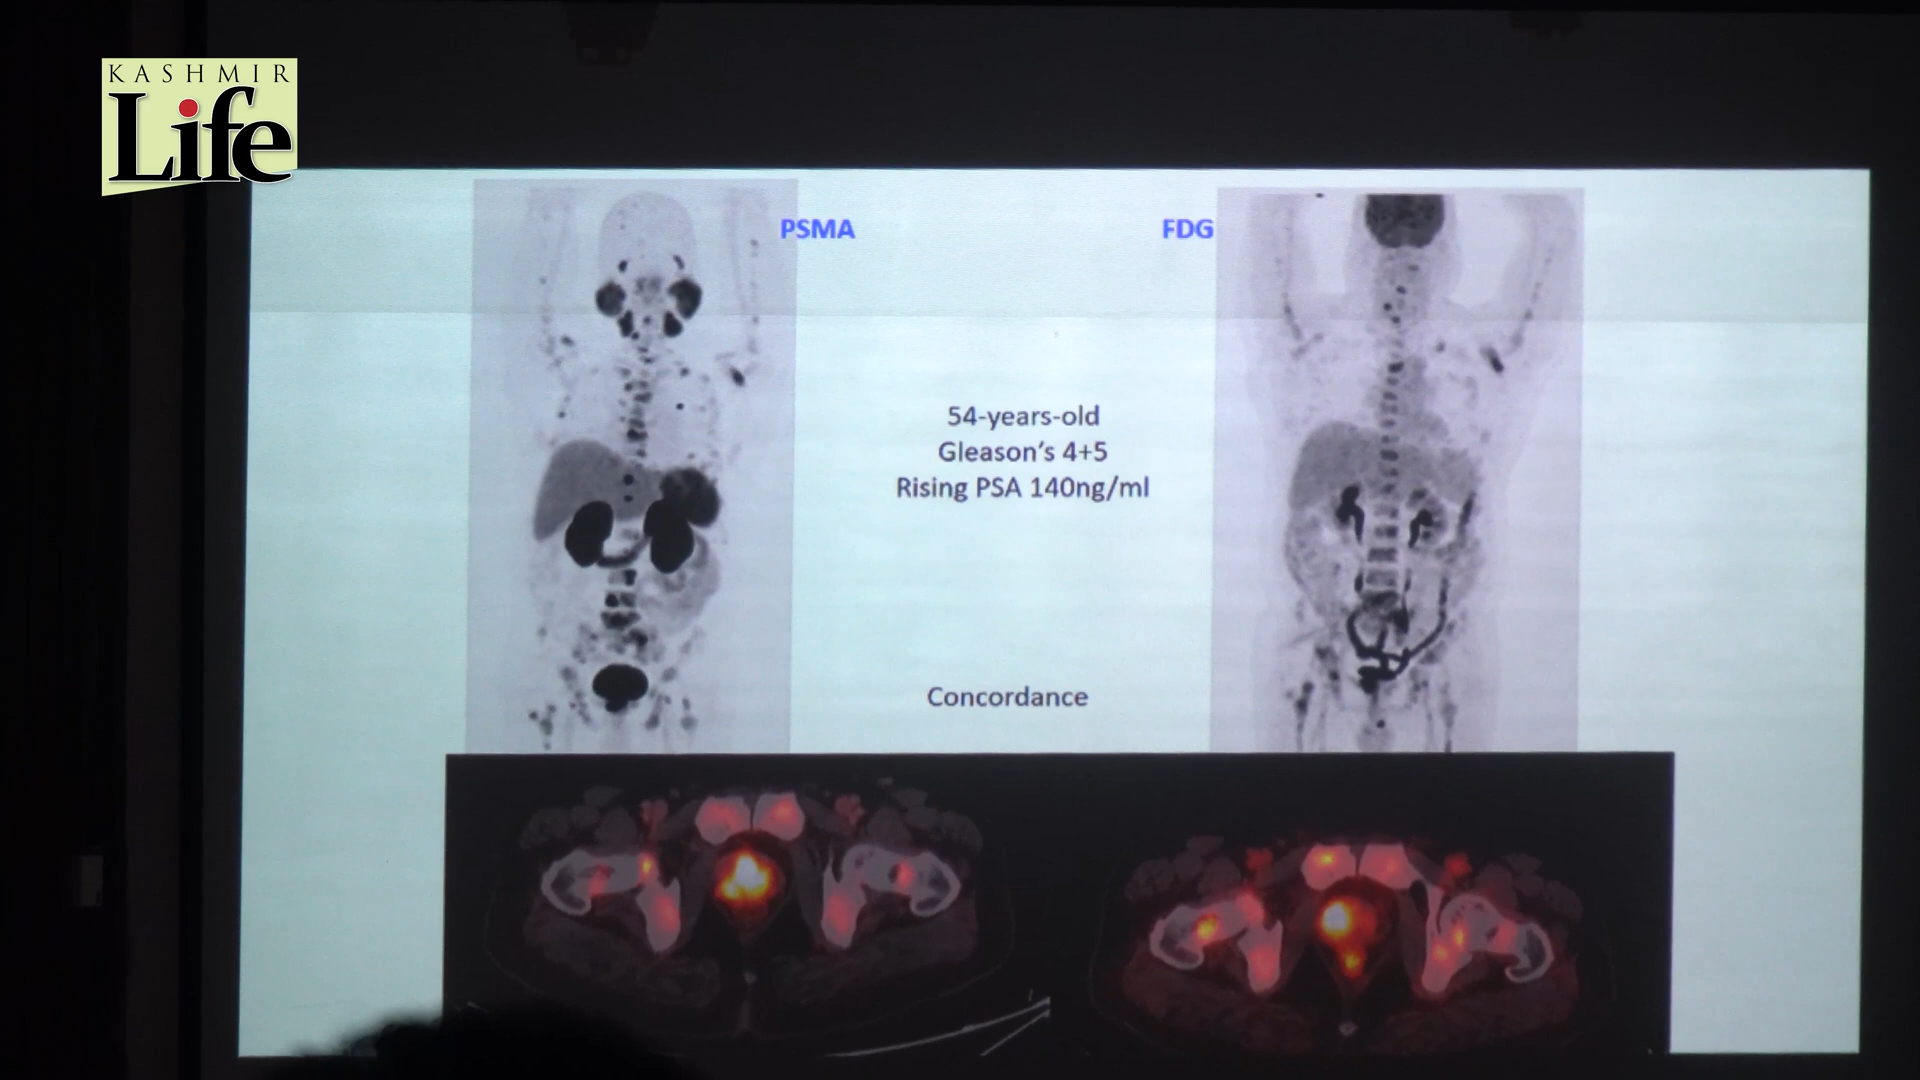 KASHMIR
Life
PSMA
FDG
54-years-old
Gleason's 4+5
Rising PSA 140ng/ml
Concordance